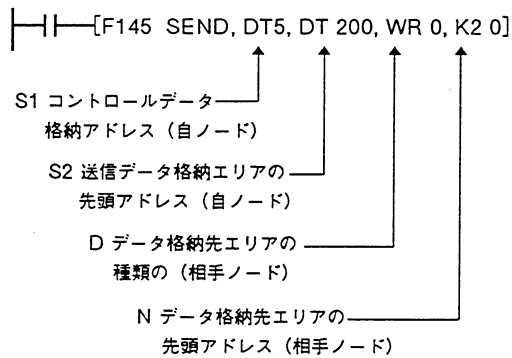 [F145 SEND, DT5, DT 200, WR 0, K2 0]
S1 コントロールデータ
格納アドレス（自ノード）
S2 送信データ格納エリアの
先頭アドレス（自ノード）
D データ格納先エリアの
種類の（相手ノード）
N データ格納先エリアの
先頭アドレス（相手ノード）